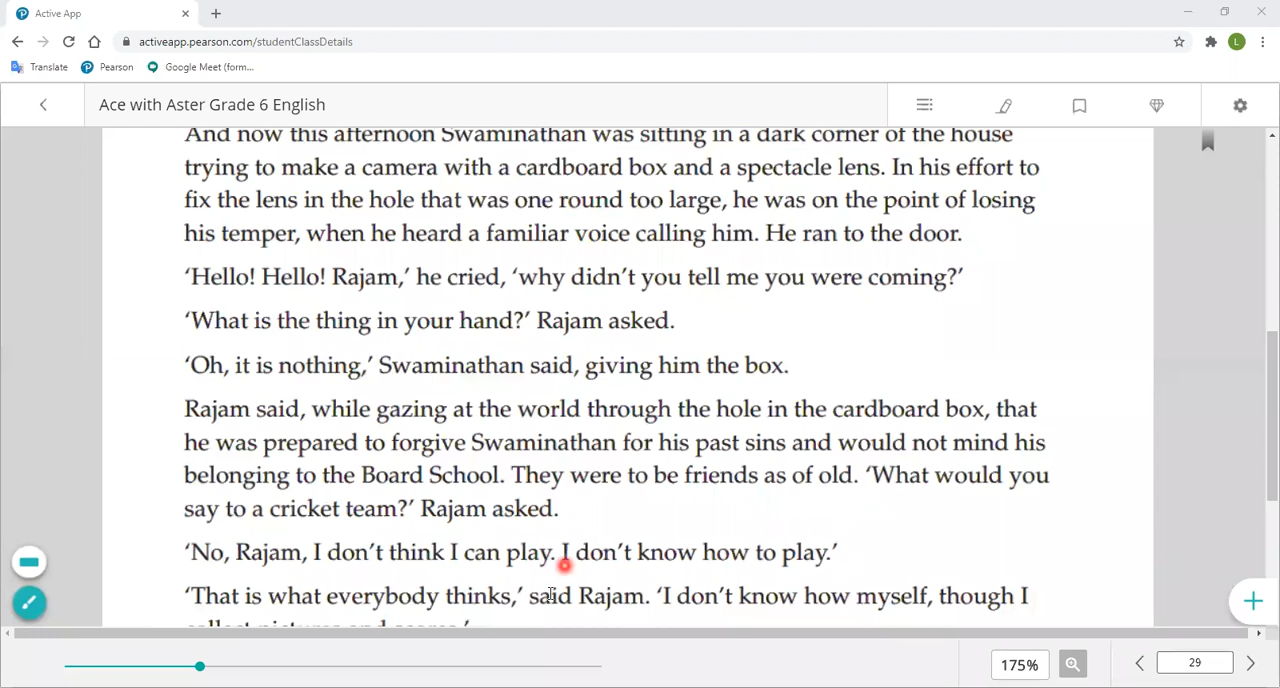 Active App
activeapp.pearson.com/studentClassDetails
L
Translate Pearson Google Meet (form...
Ace with Aster Grade 6 English
And now this afternoon Swaminathan was sitting in a dark corner of the house
trying to make a camera with a cardboard box and a spectacle lens. In his effort to
fix the lens in the hole that was one round too large, he was on the point of losing
his temper, when he heard a familiar voice calling him. He ran to the door.
‘Hello! Hello! Rajam,’ he cried, ‘why didn’t you tell me you were coming?’
‘What is the thing in your hand?’ Rajam asked.
‘Oh, it is nothing,’ Swaminathan said, giving him the box.
Rajam said, while gazing at the world through the hole in the cardboard box, that
he was prepared to forgive Swaminathan for his past sins and would not mind his
belonging to the Board School. They were to be friends as of old. ‘What would you
say to a cricket team?’ Rajam asked.
‘No, Rajam, I don’t think I can play. I don’t know how to play.’
‘That is what everybody thinks,’ said Rajam. ‘I don’t know how myself, though I
collect pictures and scores.’
175%
29